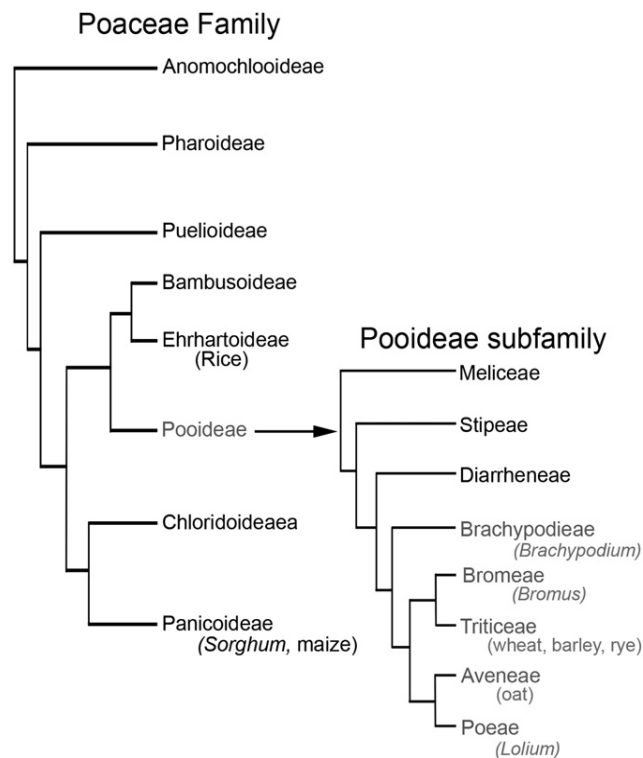 Poaceae Family
Anomochlooideae
Pharoideae
Puelioideae
Bambusoideae
Ehrhartoideae
(Rice)
Pooideae
Chloridoideaea
Panicoideae
(Sorghum, maize)
Pooideae subfamily
Meliceae
Stipeae
Diarrheneae
Brachypodieae
(Brachypodium)
Bromeae
(Bromus)
Triticeae
(wheat, barley, rye)
Aveneae
(oat)
Poeae
(Lolium)